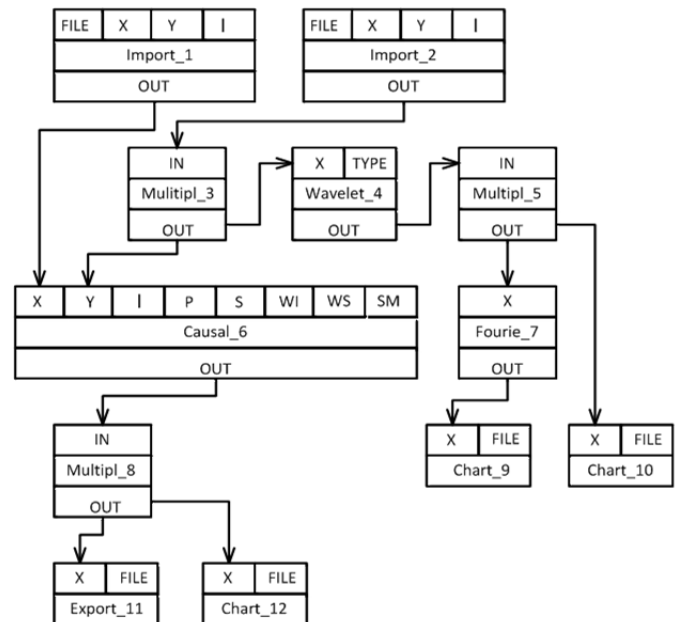 FILE X Y I FILE X Y I
Import_1 Import_2
OUT OUT
IN X TYPE IN
Mulitipl_3 Wavelet_4 Multipl_5
OUT OUT OUT
X Y I P S WI WS SM X
Causal_6 Fourie_7
OUT OUT
IN X FILE X FILE
Multipl_8 Chart_9 Chart_10
OUT
X FILE X FILE
Export_11 Chart_12